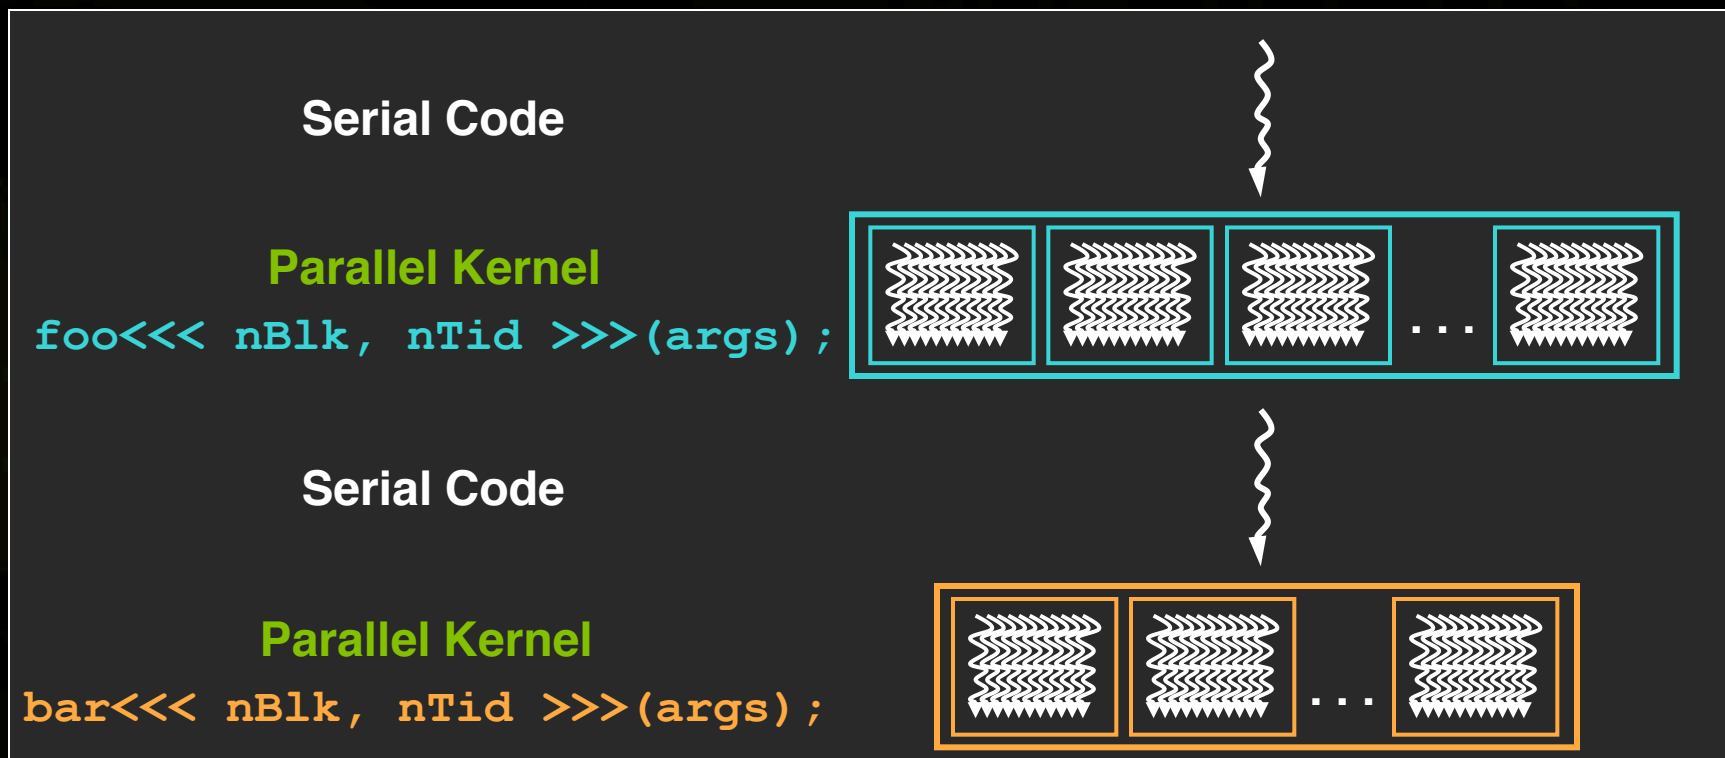 Serial Code
Parallel Kernel
foo<<< nBlk, nTid >>>(args);
. . .
Serial Code
Parallel Kernel
bar<<< nBlk, nTid >>>(args);
. . .